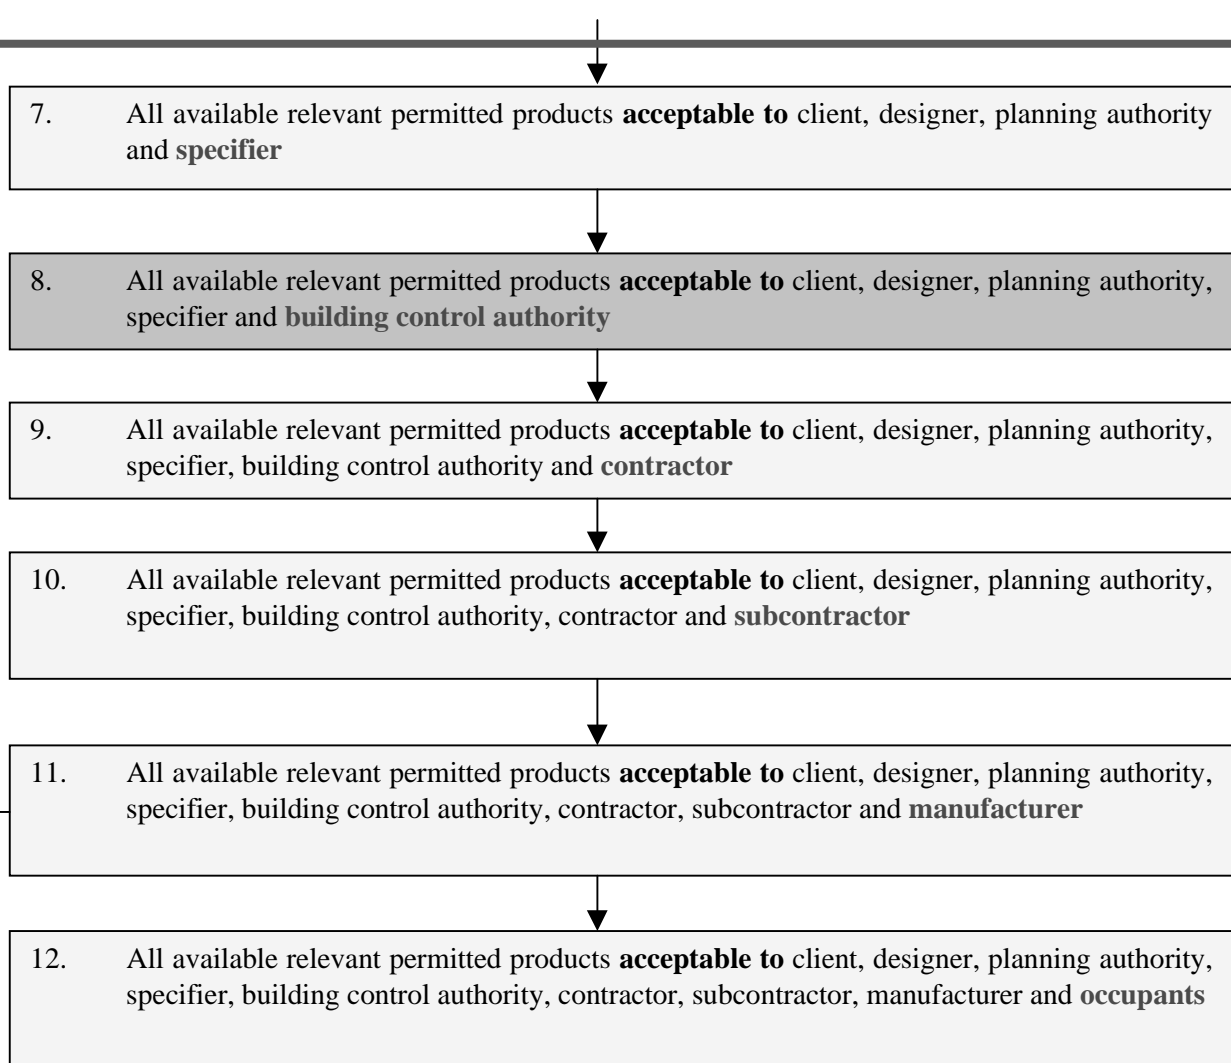 7. All available relevant permitted products acceptable to client, designer, planning authority
and specifier
8. All available relevant permitted products acceptable to client, designer, planning authority,
specifier and building control authority
9. All available relevant permitted products acceptable to client, designer, planning authority,
specifier, building control authority and contractor
10. All available relevant permitted products acceptable to client, designer, planning authority,
specifier, building control authority, contractor and subcontractor
11. All available relevant permitted products acceptable to client, designer, planning authority,
specifier, building control authority, contractor, subcontractor and manufacturer
12. All available relevant permitted products acceptable to client, designer, planning authority,
specifier, building control authority, contractor, subcontractor, manufacturer and occupants